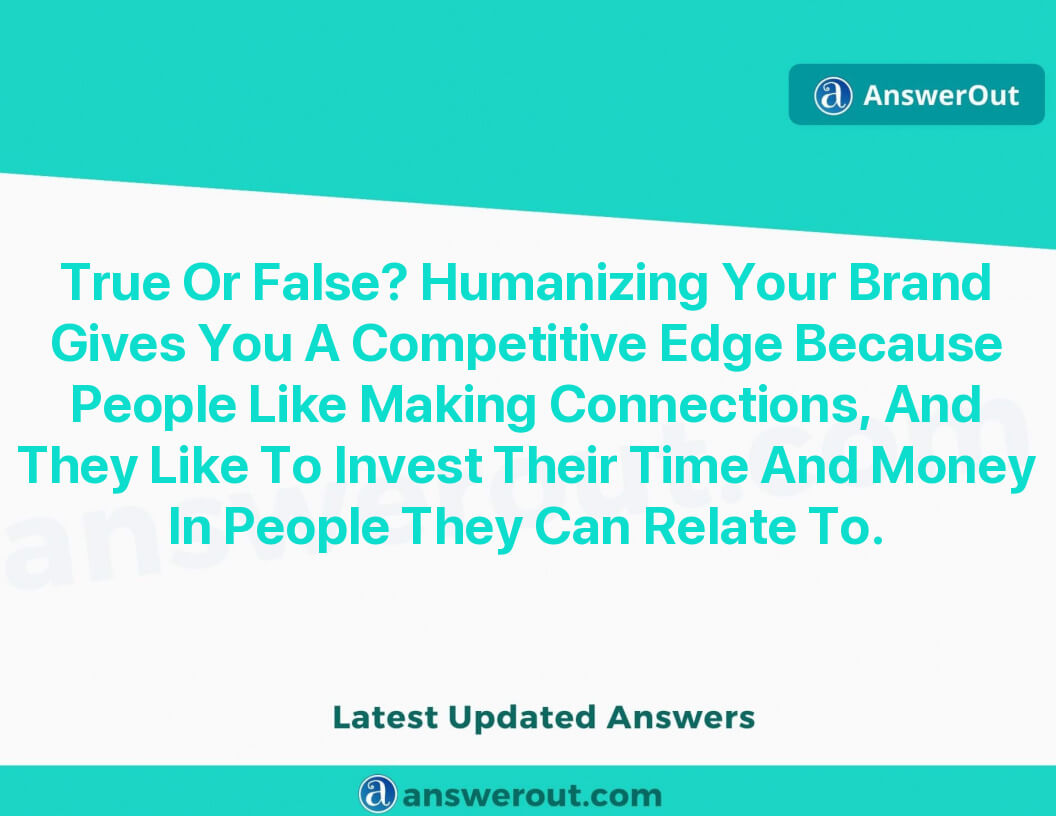 AnswerOut
True Or False? Humanizing Your Brand
Gives You A Competitive Edge Because
People Like Making Connections, And
They Like To Invest Their Time And Money
In People They Can Relate To.
answerout.com
Latest Updated Answers
answerout.com